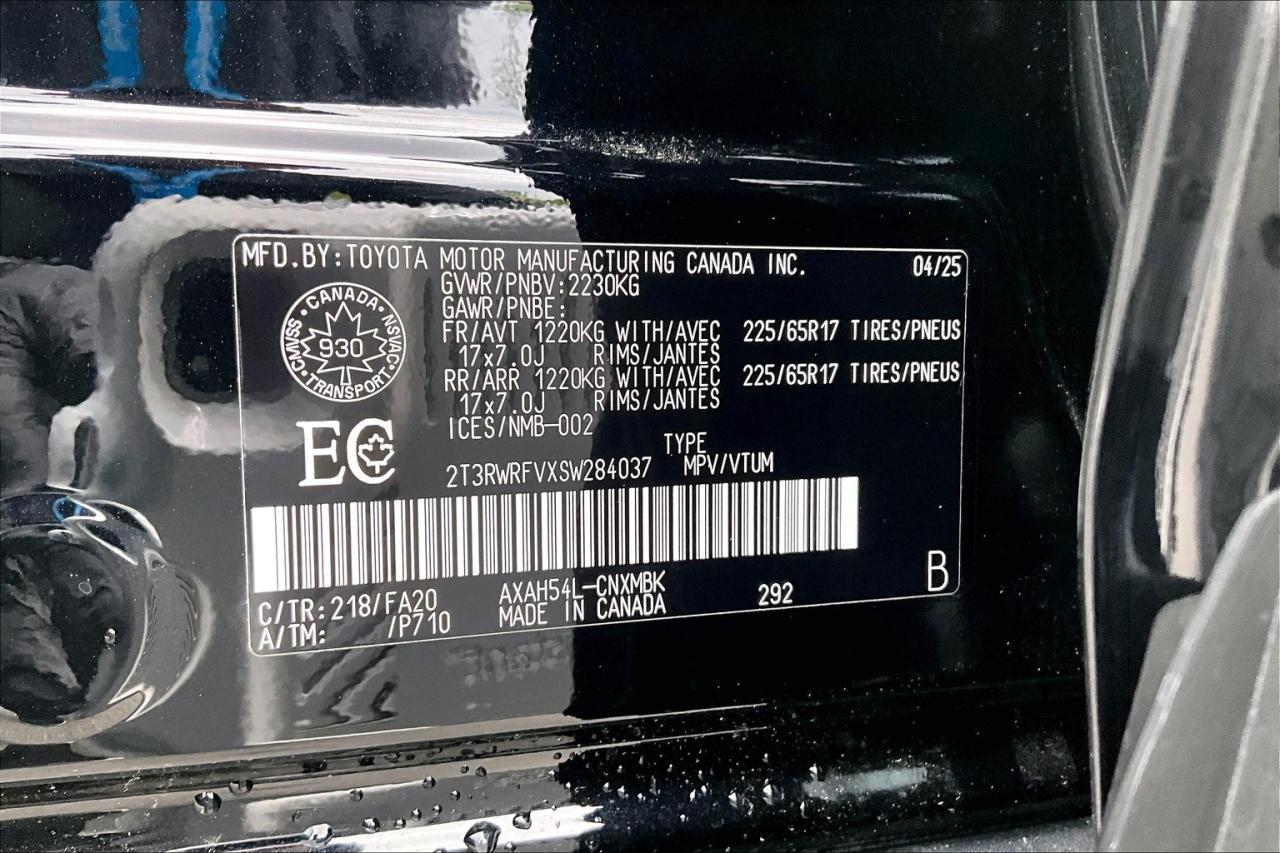 MFD.BY:TOYOTA MOTOR MANUFACTURING CANADA INC. 04/25
GVWR/PNBV:2230KG
GAWR/PNBE:
FR/AVT 1220KG WITH/AVEC 225/65R17 TIRES/PNEUS
17x7.0J RIMS/JANTES
RR/ARR 1220KG WITH/AVEC 225/65R17 TIRES/PNEUS
17x7.0J RIMS/JANTES
ICES/NMB-002
CANADA
CMVSS NSVAC
930
TRANSPORT
EC
TYPE
2T3RWRFVXSW284037 MPV/VTUM
C/TR:218/FA20 AXAH54L-CNXMBK 292 B
A/TM: /P710 MADE IN CANADA